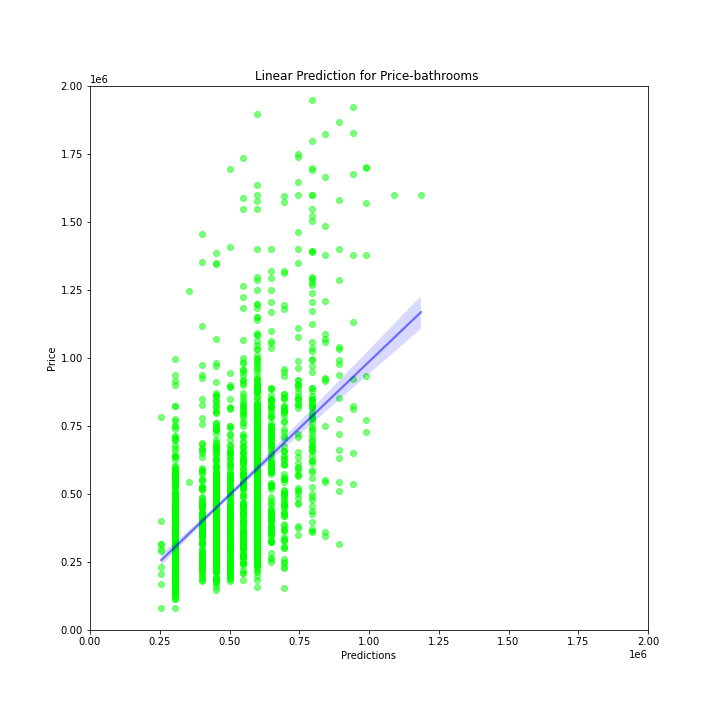 Linear Prediction for Price-bathrooms
1e6
2.00
1.75
1.50
1.25
1.00
0.75
0.50
0.25
0.00
Price
0.00 0.25 0.50 0.75 1.00 1.25 1.50 1.75 2.00
Predictions
1e6